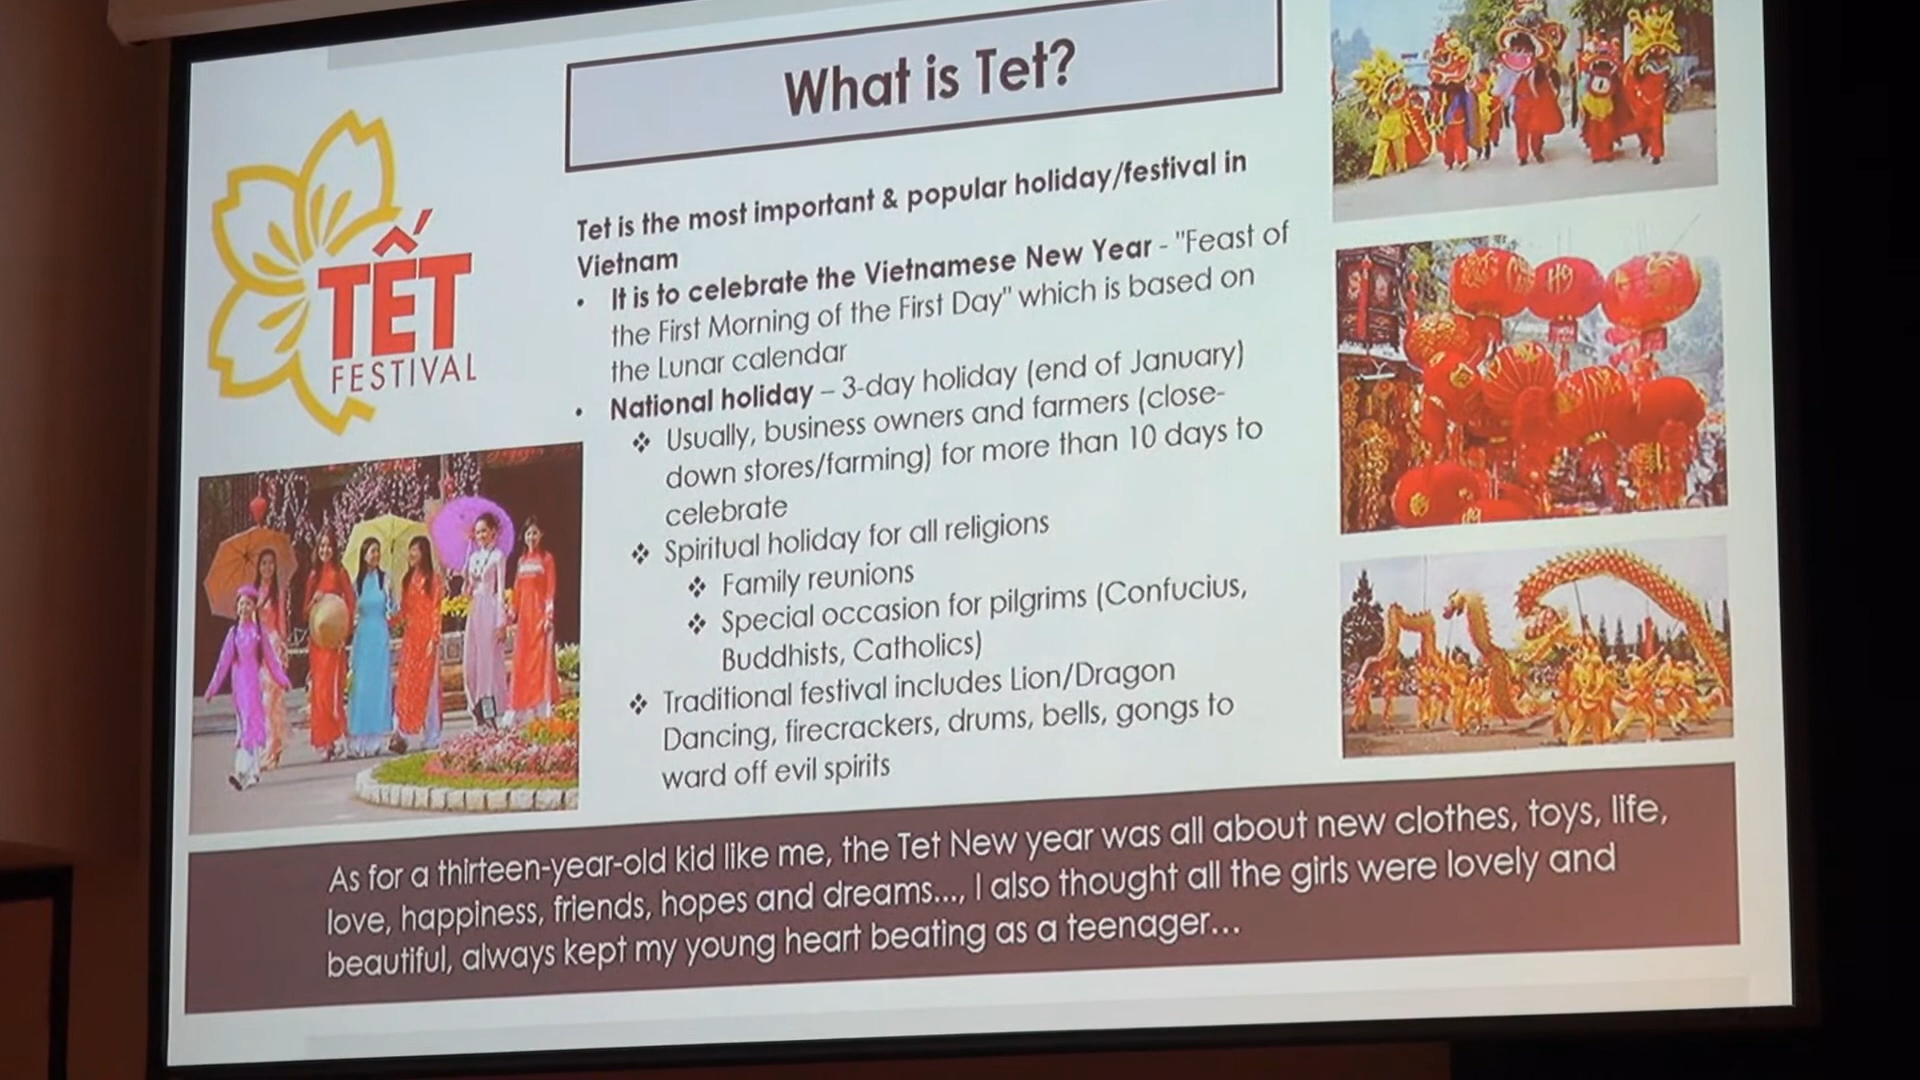 What is Tet?
TẾT
FESTIVAL
Tet is the most important & popular holiday/festival in
Vietnam
• It is to celebrate the Vietnamese New Year - "Feast of
the First Morning of the First Day" which is based on
the Lunar calendar
• National holiday – 3-day holiday (end of January)
❖ Usually, business owners and farmers (close-
down stores/farming) for more than 10 days to
celebrate
❖ Spiritual holiday for all religions
❖ Family reunions
❖ Special occasion for pilgrims (Confucius,
Buddhists, Catholics)
❖ Traditional festival includes Lion/Dragon
Dancing, firecrackers, drums, bells, gongs to
ward off evil spirits
As for a thirteen-year-old kid like me, the Tet New year was all about new clothes, toys, life,
love, happiness, friends, hopes and dreams..., I also thought all the girls were lovely and
beautiful, always kept my young heart beating as a teenager...